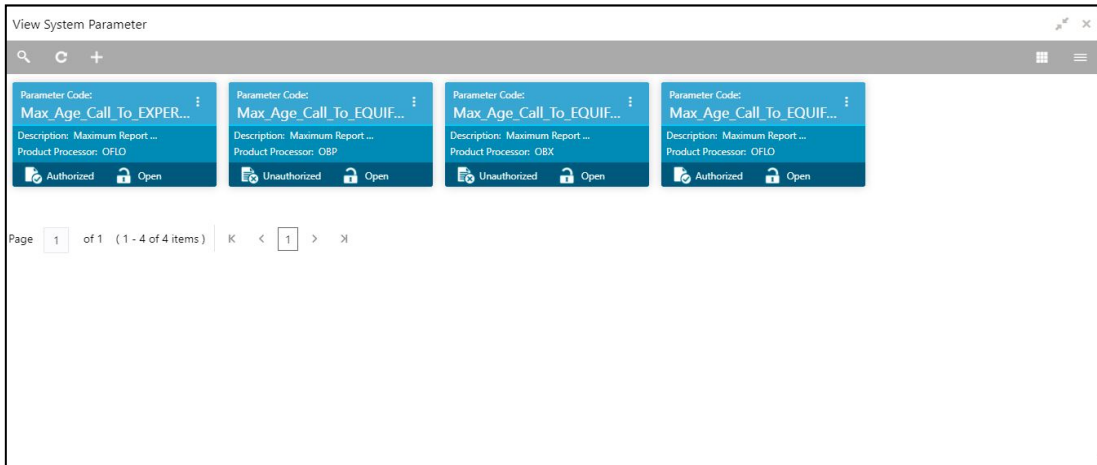 View System Parameter
Parameter Code:
Max_Age_Call_To_EXPER...
Description: Maximum Report ...
Product Processor: OFLO
Authorized Open
Parameter Code:
Max_Age_Call_To_EQUIF...
Description: Maximum Report ...
Product Processor: OBP
Unauthorized Open
Parameter Code:
Max_Age_Call_To_EQUIF...
Description: Maximum Report ...
Product Processor: OBX
Unauthorized Open
Parameter Code:
Max_Age_Call_To_EQUIF...
Description: Maximum Report ...
Product Processor: OFLO
Authorized Open
Page 1 of 1 (1 - 4 of 4 items) 1